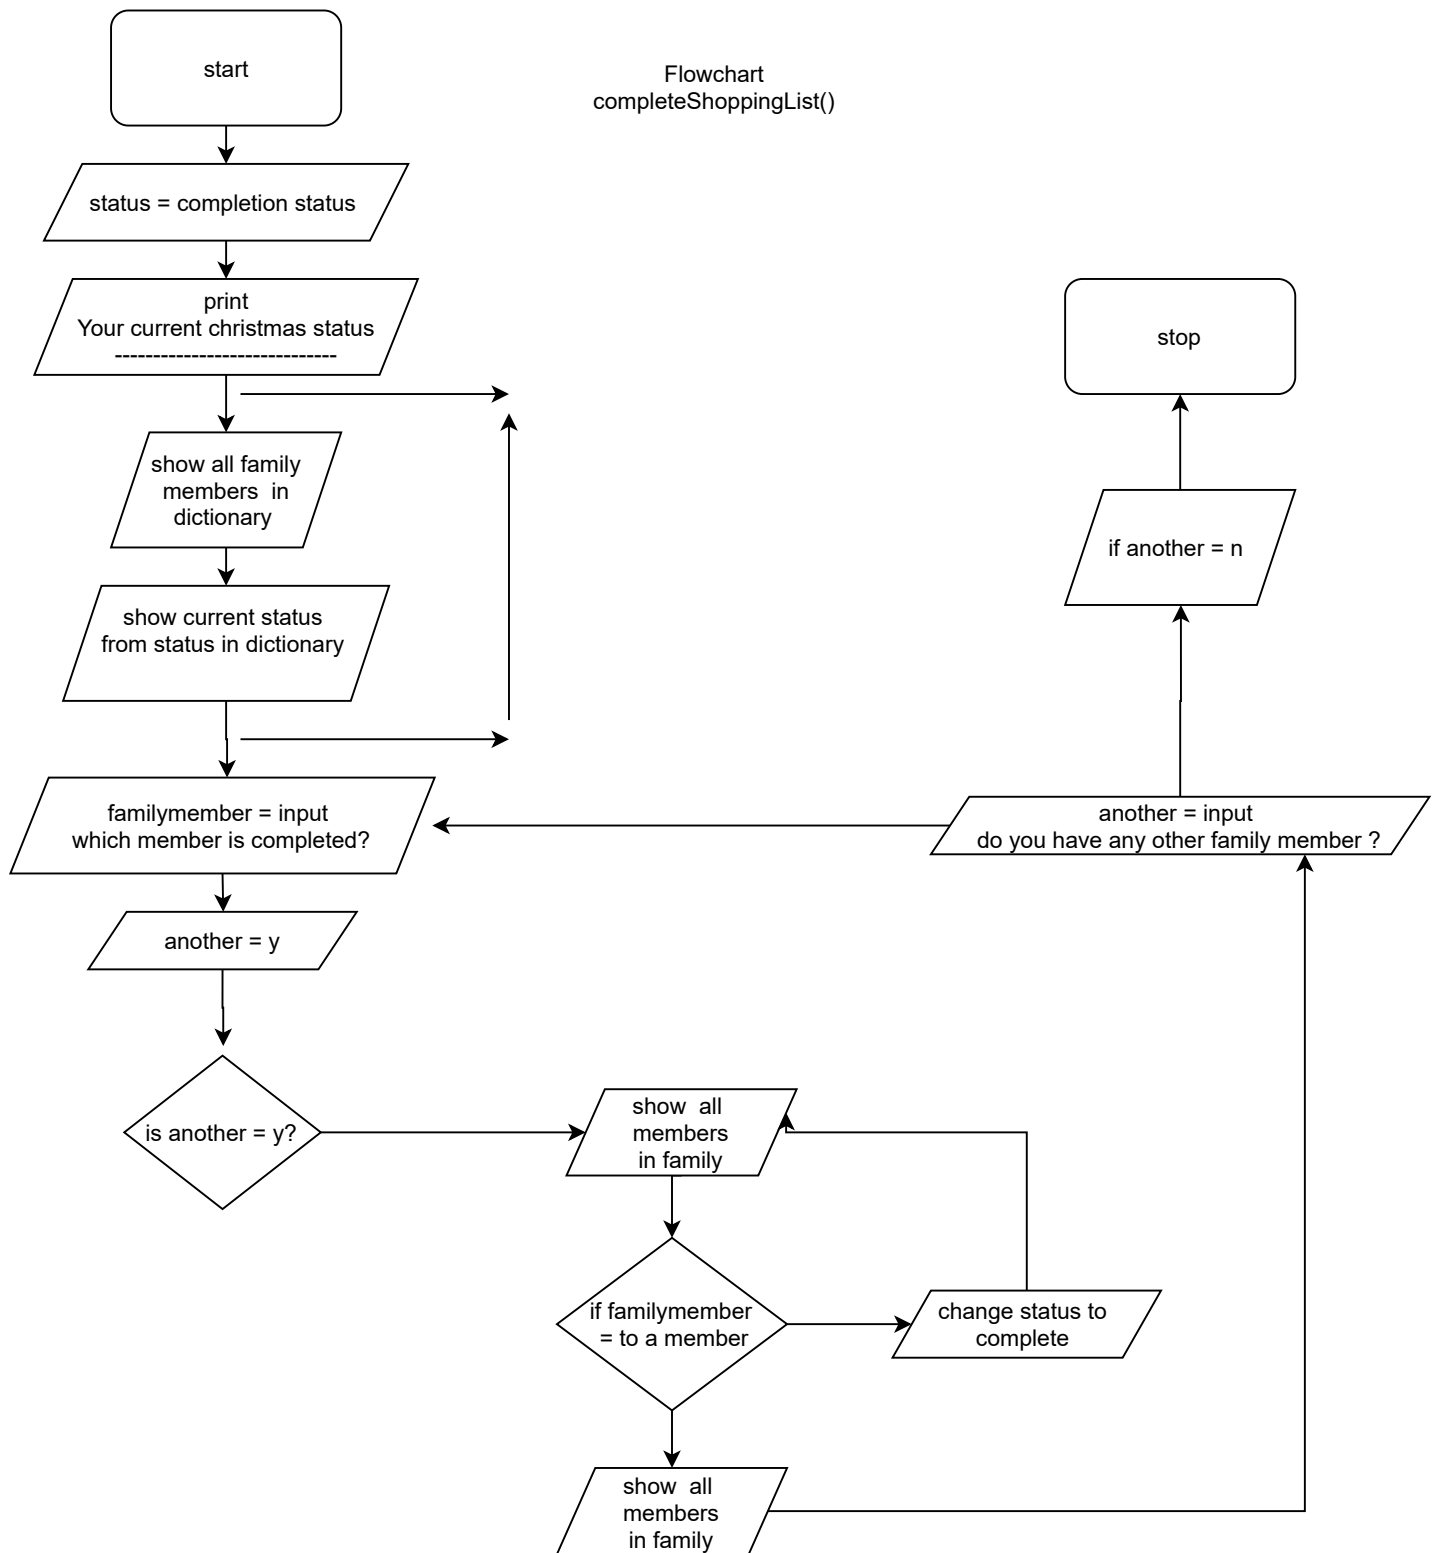 start
Flowchart
completeShoppingList()
status = completion status
print
Your current christmas status
-----------------------------
show all family
members in
dictionary
show current status
from status in dictionary
familymember = input
which member is completed?
another = y
is another = y?
show all
members
in family
if familymember
= to a member
change status to
complete
show all
members
in family
another = input
do you have any other family member ?
if another = n
stop